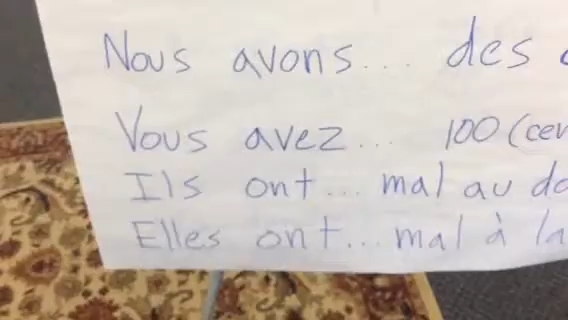 Nous avons... des
Vous avez... 100 (cen
Ils ont... mal au do
Elles ont... mal à la